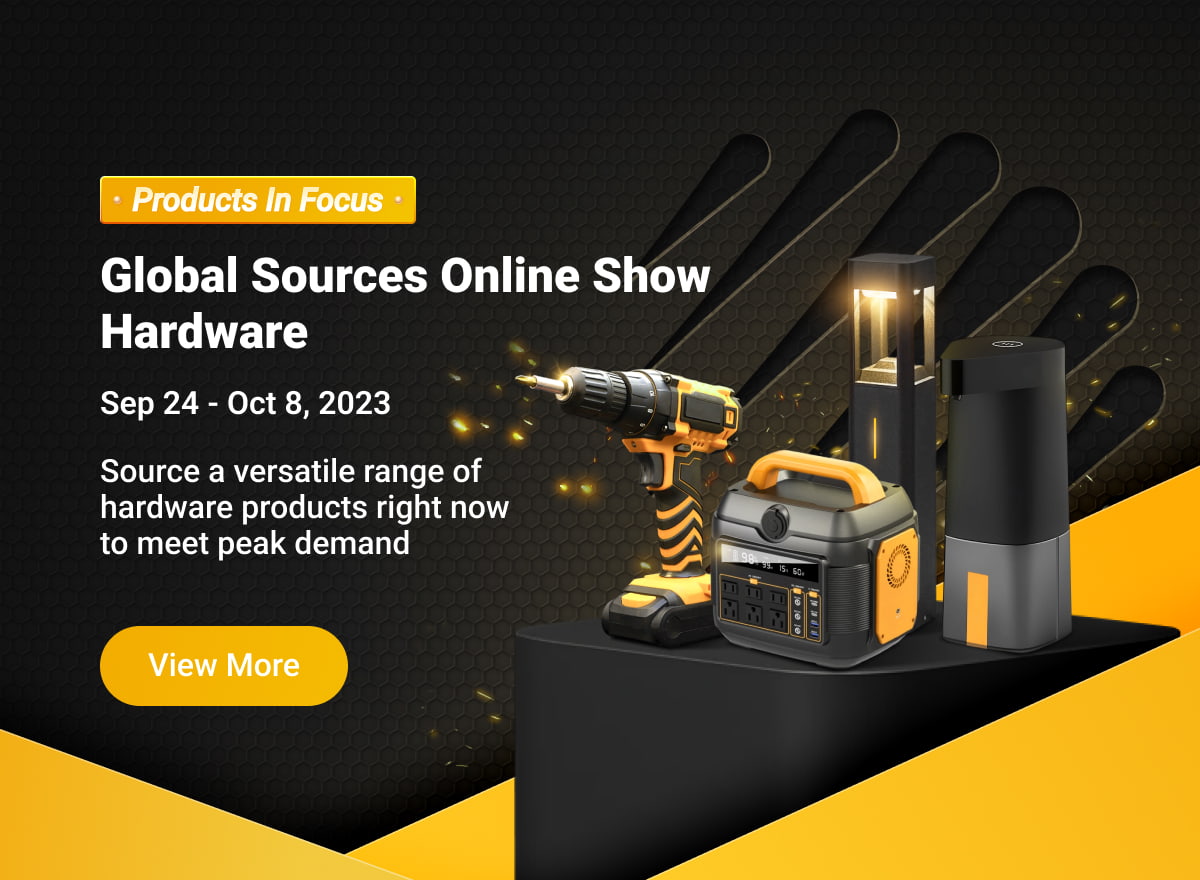 Products In Focus
Global Sources Online Show
Hardware
Sep 24 - Oct 8, 2023
Source a versatile range of
hardware products right now
to meet peak demand
View More